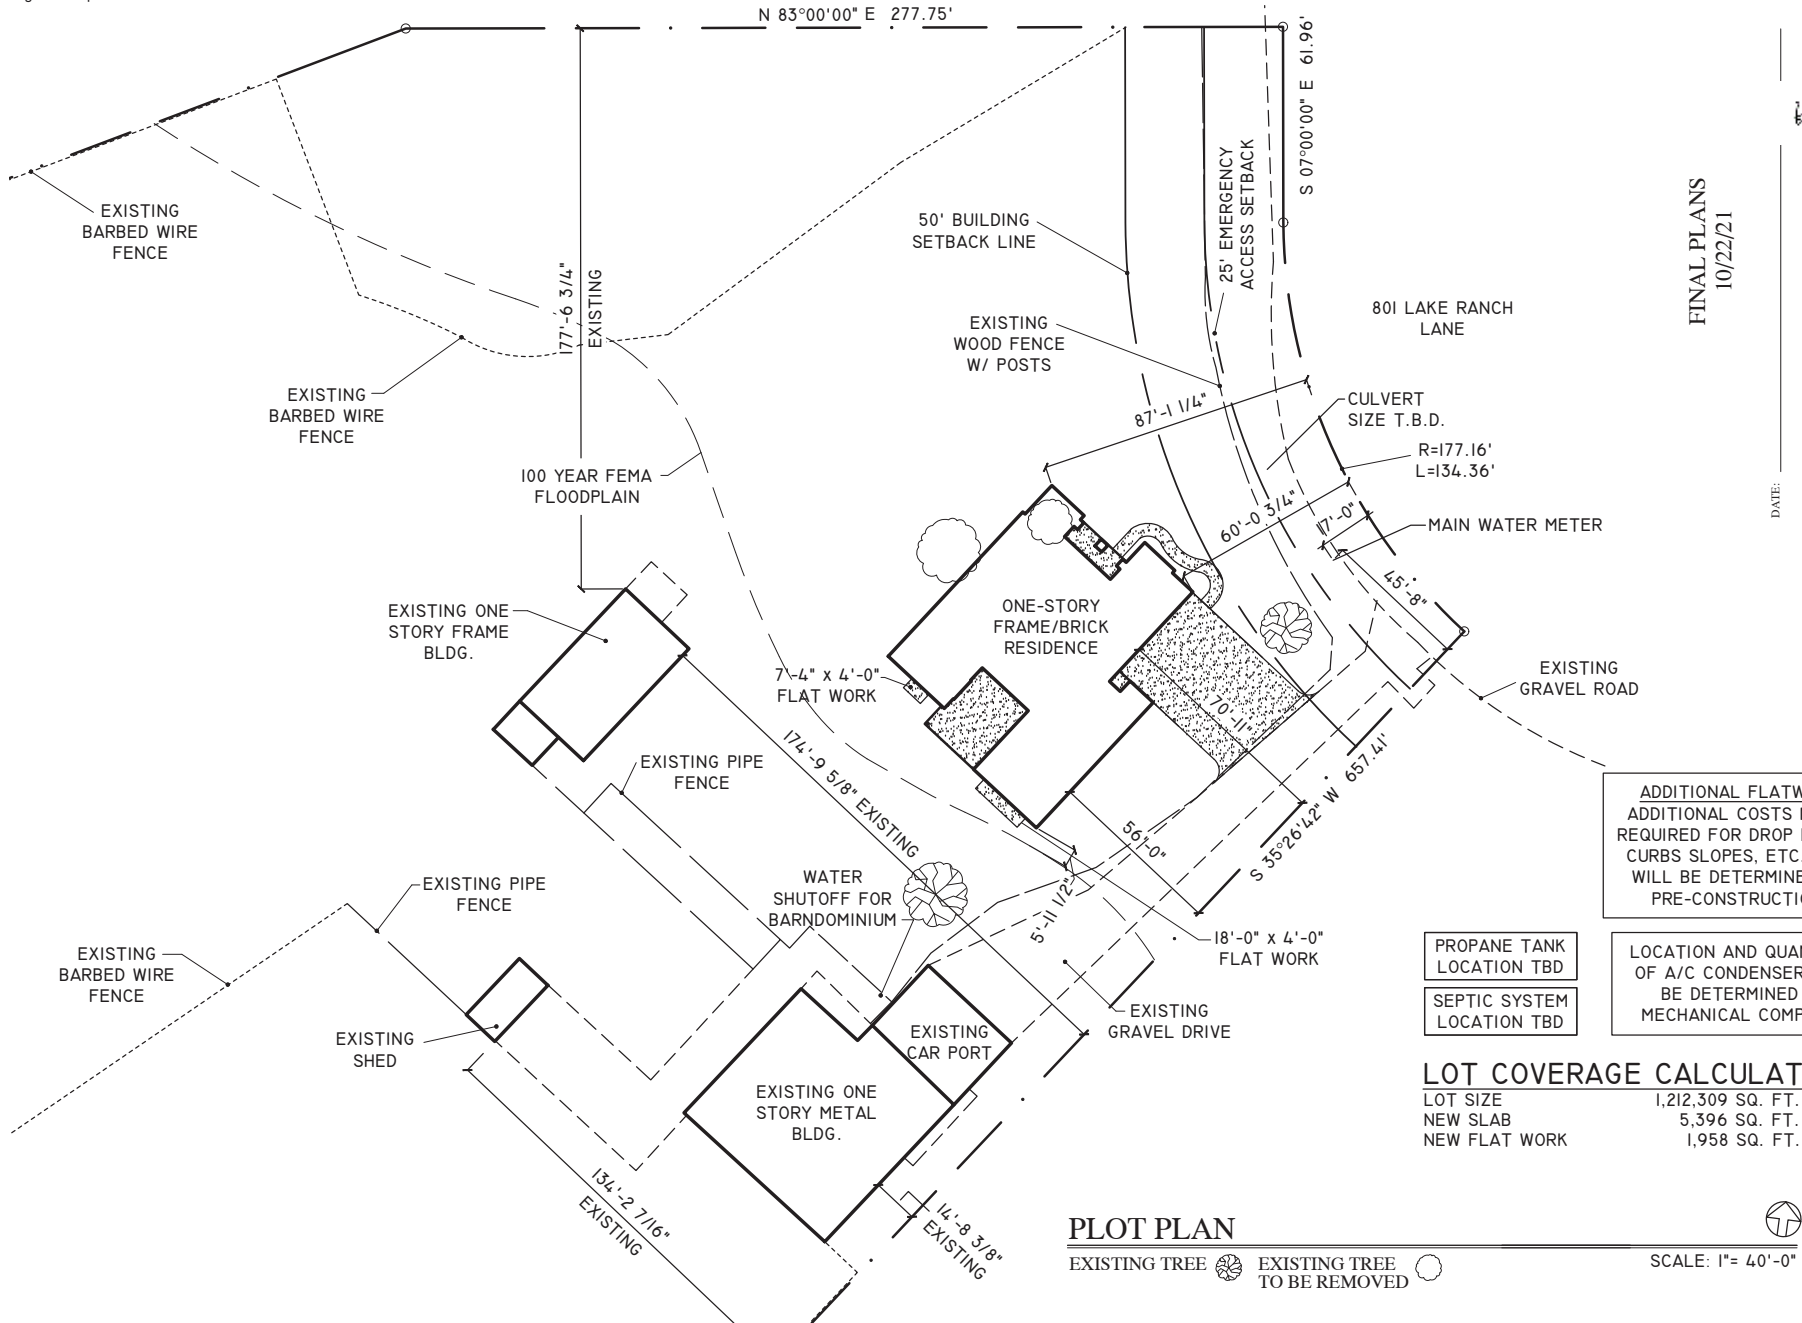 N 83°00'00" E 277.75'
S 07°00'00" E 61.96'
FINAL PLANS
10/22/21
DATE:
EXISTING
BARBED WIRE
FENCE
177'-6 3/4"
EXISTING
50' BUILDING
SETBACK LINE
25' EMERGENCY
ACCESS SETBACK
801 LAKE RANCH
LANE
EXISTING
WOOD FENCE
W/ POSTS
EXISTING
BARBED WIRE
FENCE
87'-1 1/4"
CULVERT
SIZE T.B.D.
R=177.16'
L=134.36'
100 YEAR FEMA
FLOODPLAIN
60'-0 3/4"
17'-0"
MAIN WATER METER
45'-8"
EXISTING ONE
STORY FRAME
BLDG.
ONE-STORY
FRAME/BRICK
RESIDENCE
7'-4" x 4'-0"
FLAT WORK
EXISTING
GRAVEL ROAD
70'-11"
174'-9 5/8" EXISTING
EXISTING PIPE
FENCE
S 35°26'42" W 657.41'
56'-0"
5'-11 1/2"
WATER
SHUTOFF FOR
BARNDOMINIUM
EXISTING PIPE
FENCE
18'-0" x 4'-0"
FLAT WORK
EXISTING
BARBED WIRE
FENCE
EXISTING
GRAVEL DRIVE
EXISTING
SHED
EXISTING
CAR PORT
EXISTING ONE
STORY METAL
BLDG.
134'-2 7/16"
EXISTING
14'-8 3/8"
EXISTING
ADDITIONAL
ADDITIONAL COSTS
REQUIRED FOR DROP
CURBS SLOPES, ETC.
WILL BE
PROPANE TANK
LOCATION TBD
SEPTIC SYSTEM
LOCATION TBD
LOCATION AND
OF A/C
BE DETERMINED
MECHANICAL
LOT COVERAGE
LOT SIZE 1,212,309 SQ. FT.
NEW SLAB 5,396 SQ. FT.
NEW FLAT WORK 1,958 SQ. FT.
PLOT PLAN
EXISTING TREE
EXISTING TREE
TO BE REMOVED
SCALE: 1"= 40'-0"